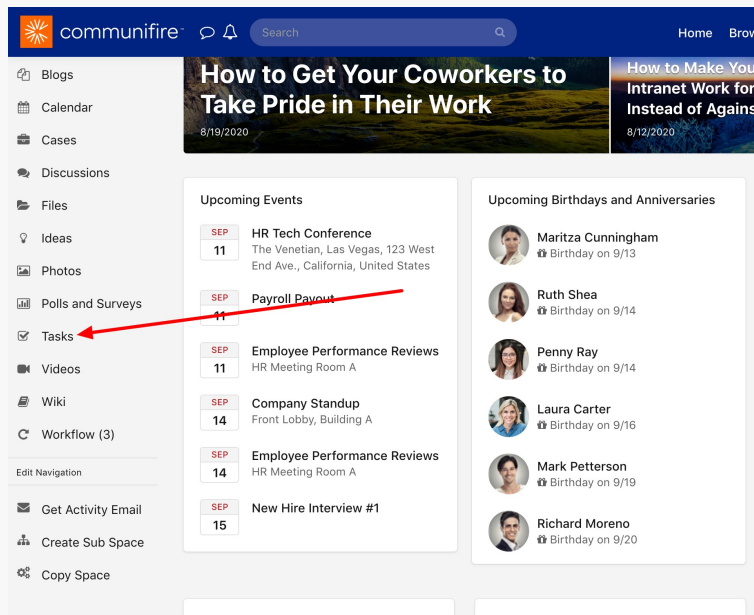 communifire
Search
Home
Blogs
Calendar
Cases
Discussions
Files
Ideas
Photos
Polls and Surveys
Tasks
Videos
Wiki
Workflow (3)
Edit Navigation
Get Activity Email
Create Sub Space
Copy Space
How to Get Your Coworkers to
Take Pride in Their Work
8/19/2020
How to Make You
Intranet Work for
Instead of Agains
8/12/2020
Upcoming Events
SEP
11
HR Tech Conference
The Venetian, Las Vegas, 123 West
End Ave., California, United States
SEP
11
Payroll Payout
SEP
11
Employee Performance Reviews
HR Meeting Room A
SEP
14
Company Standup
Front Lobby, Building A
SEP
14
Employee Performance Reviews
HR Meeting Room A
SEP
15
New Hire Interview #1
Upcoming Birthdays and Anniversaries
Maritza Cunningham
Birthday on 9/13
Ruth Shea
Birthday on 9/14
Penny Ray
Birthday on 9/14
Laura Carter
Birthday on 9/16
Mark Petterson
Birthday on 9/19
Richard Moreno
Birthday on 9/20